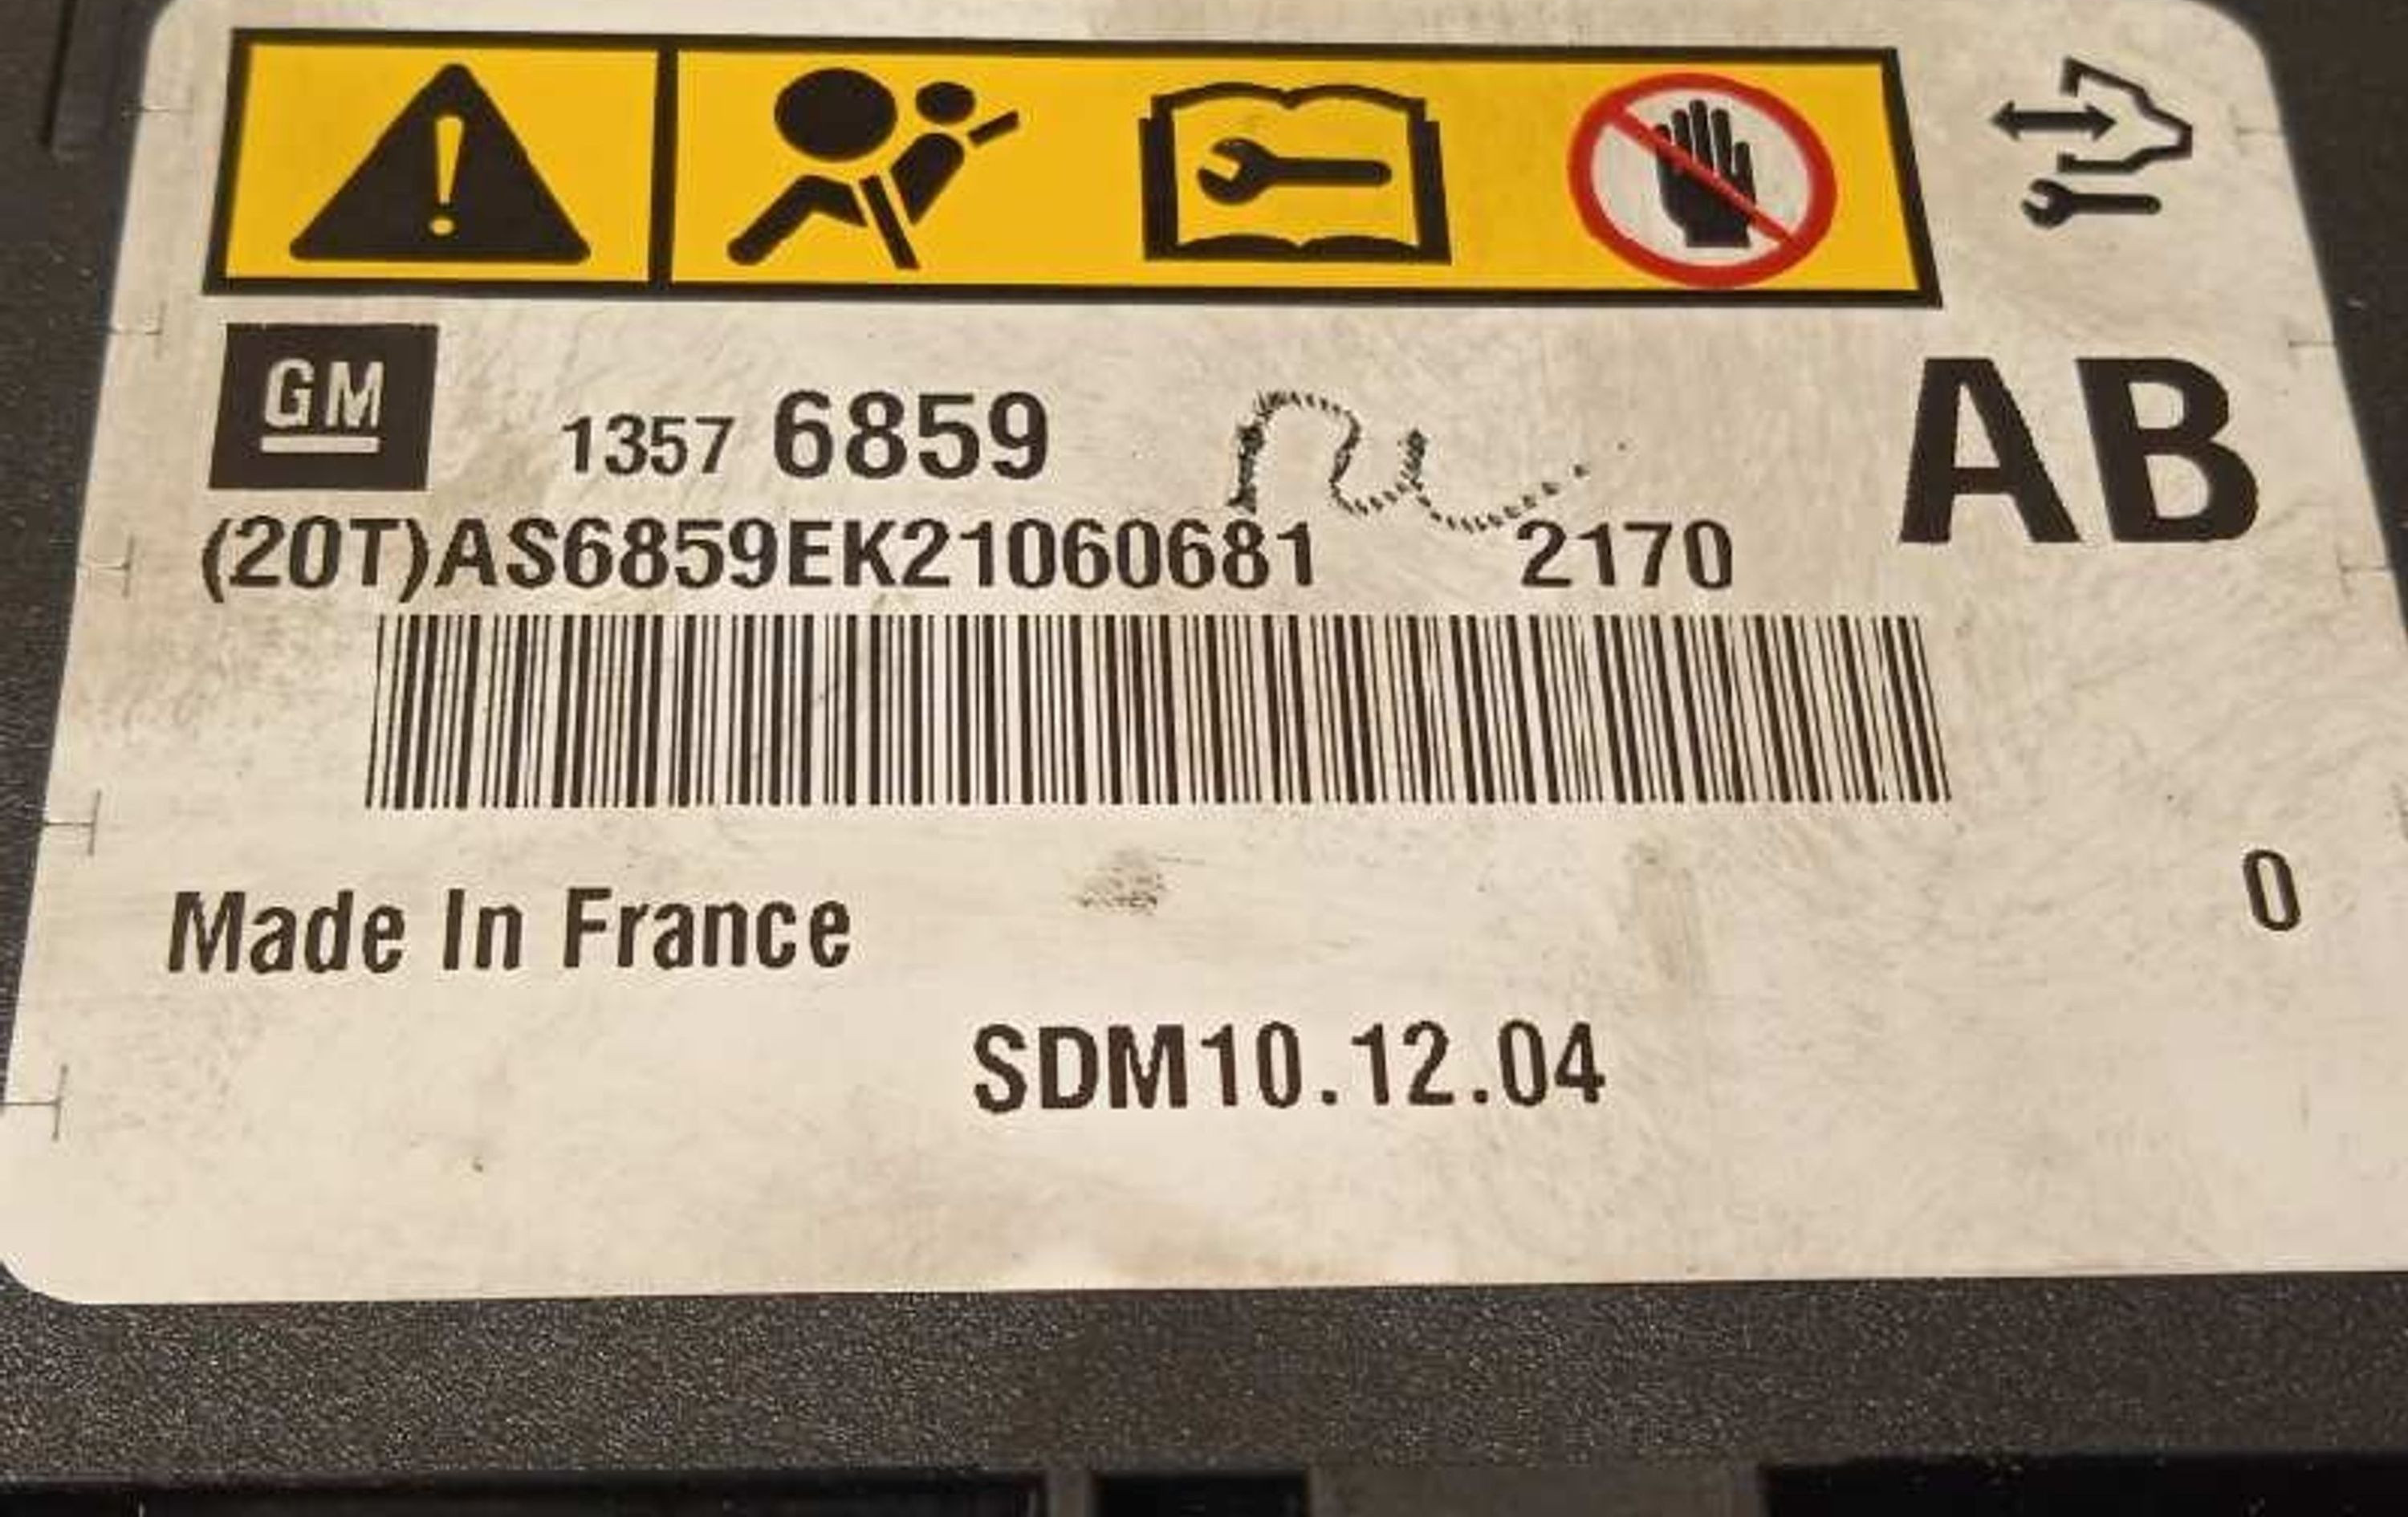 GM
1357 6859
AB
(20T)AS6859EK21060681 2170
Made In France
0
SDM10.12.04